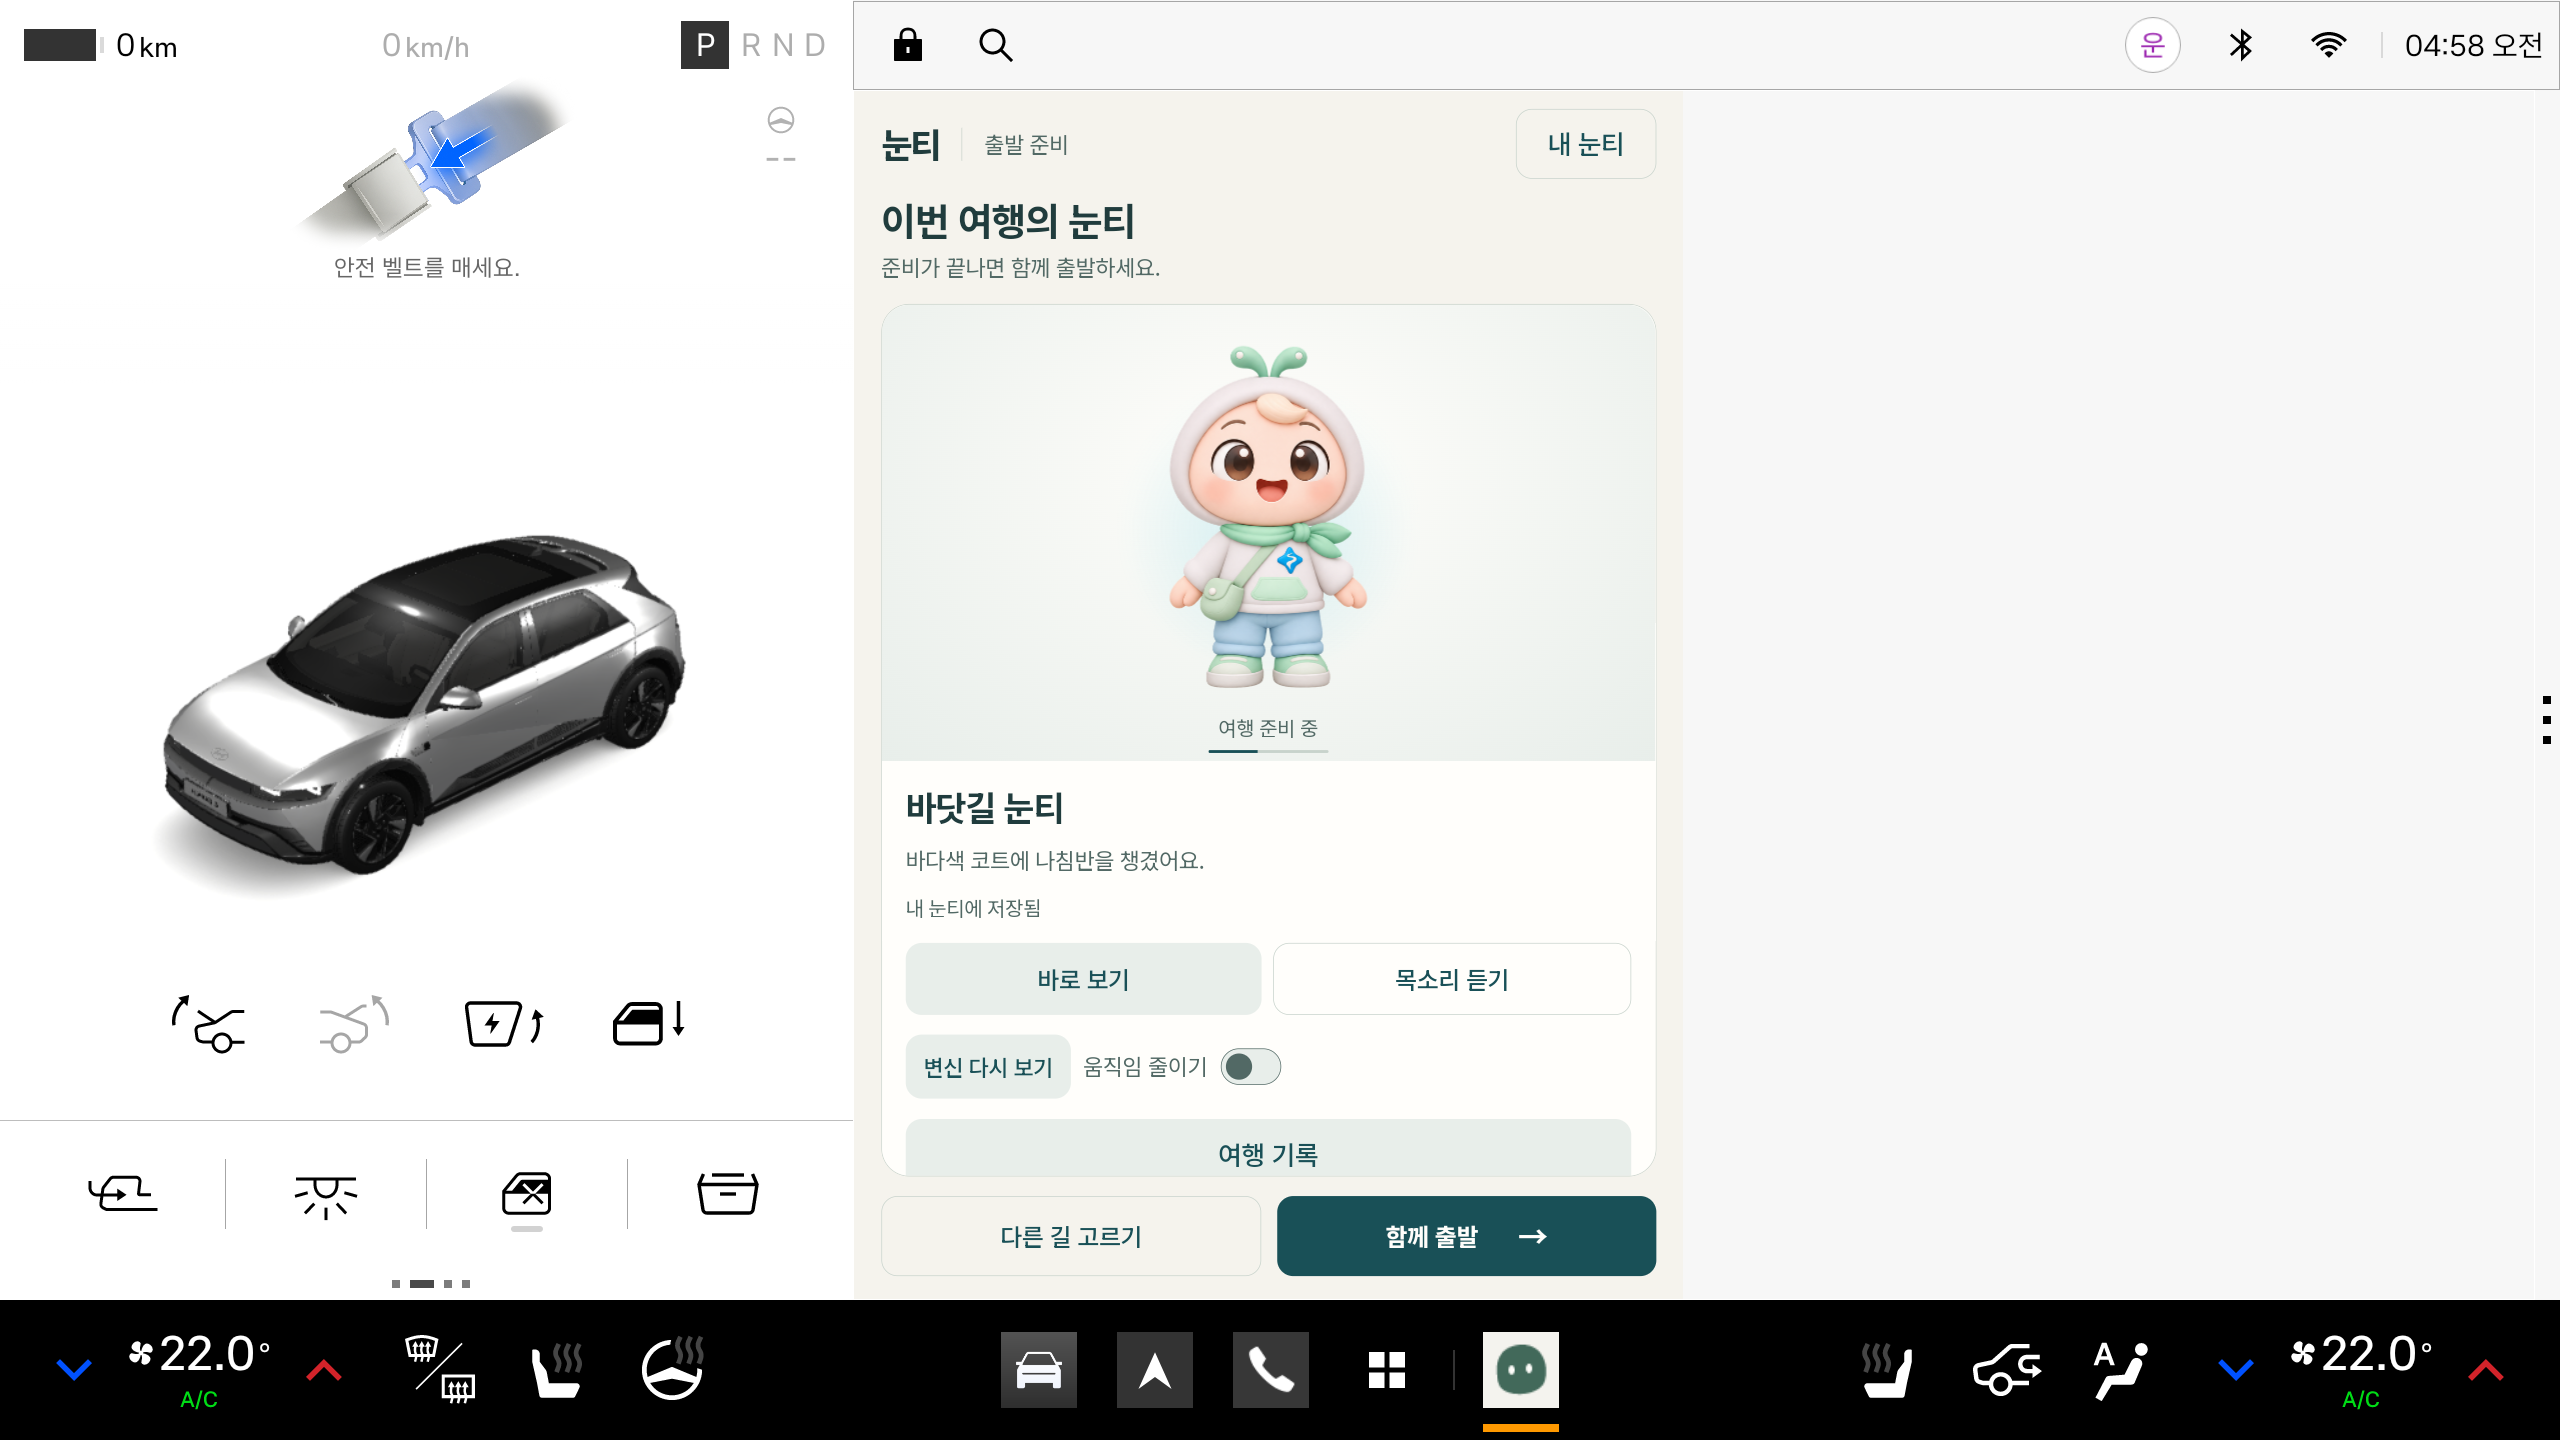 0 km
0 km/h
P R N D
운
04:58 오전
안전 벨트를 매세요.
눈티
출발 준비
내 눈티
이번 여행의 눈티
준비가 끝나면 함께 출발하세요.
여행 준비 중
바닷길 눈티
바다색 코트에 나침반을 챙겼어요.
내 눈티에 저장됨
바로 보기
목소리 듣기
변신 다시 보기
움직임 줄이기
여행 기록
다른 길 고르기
함께 출발 →
22.0°
A/C
A
22.0°
A/C